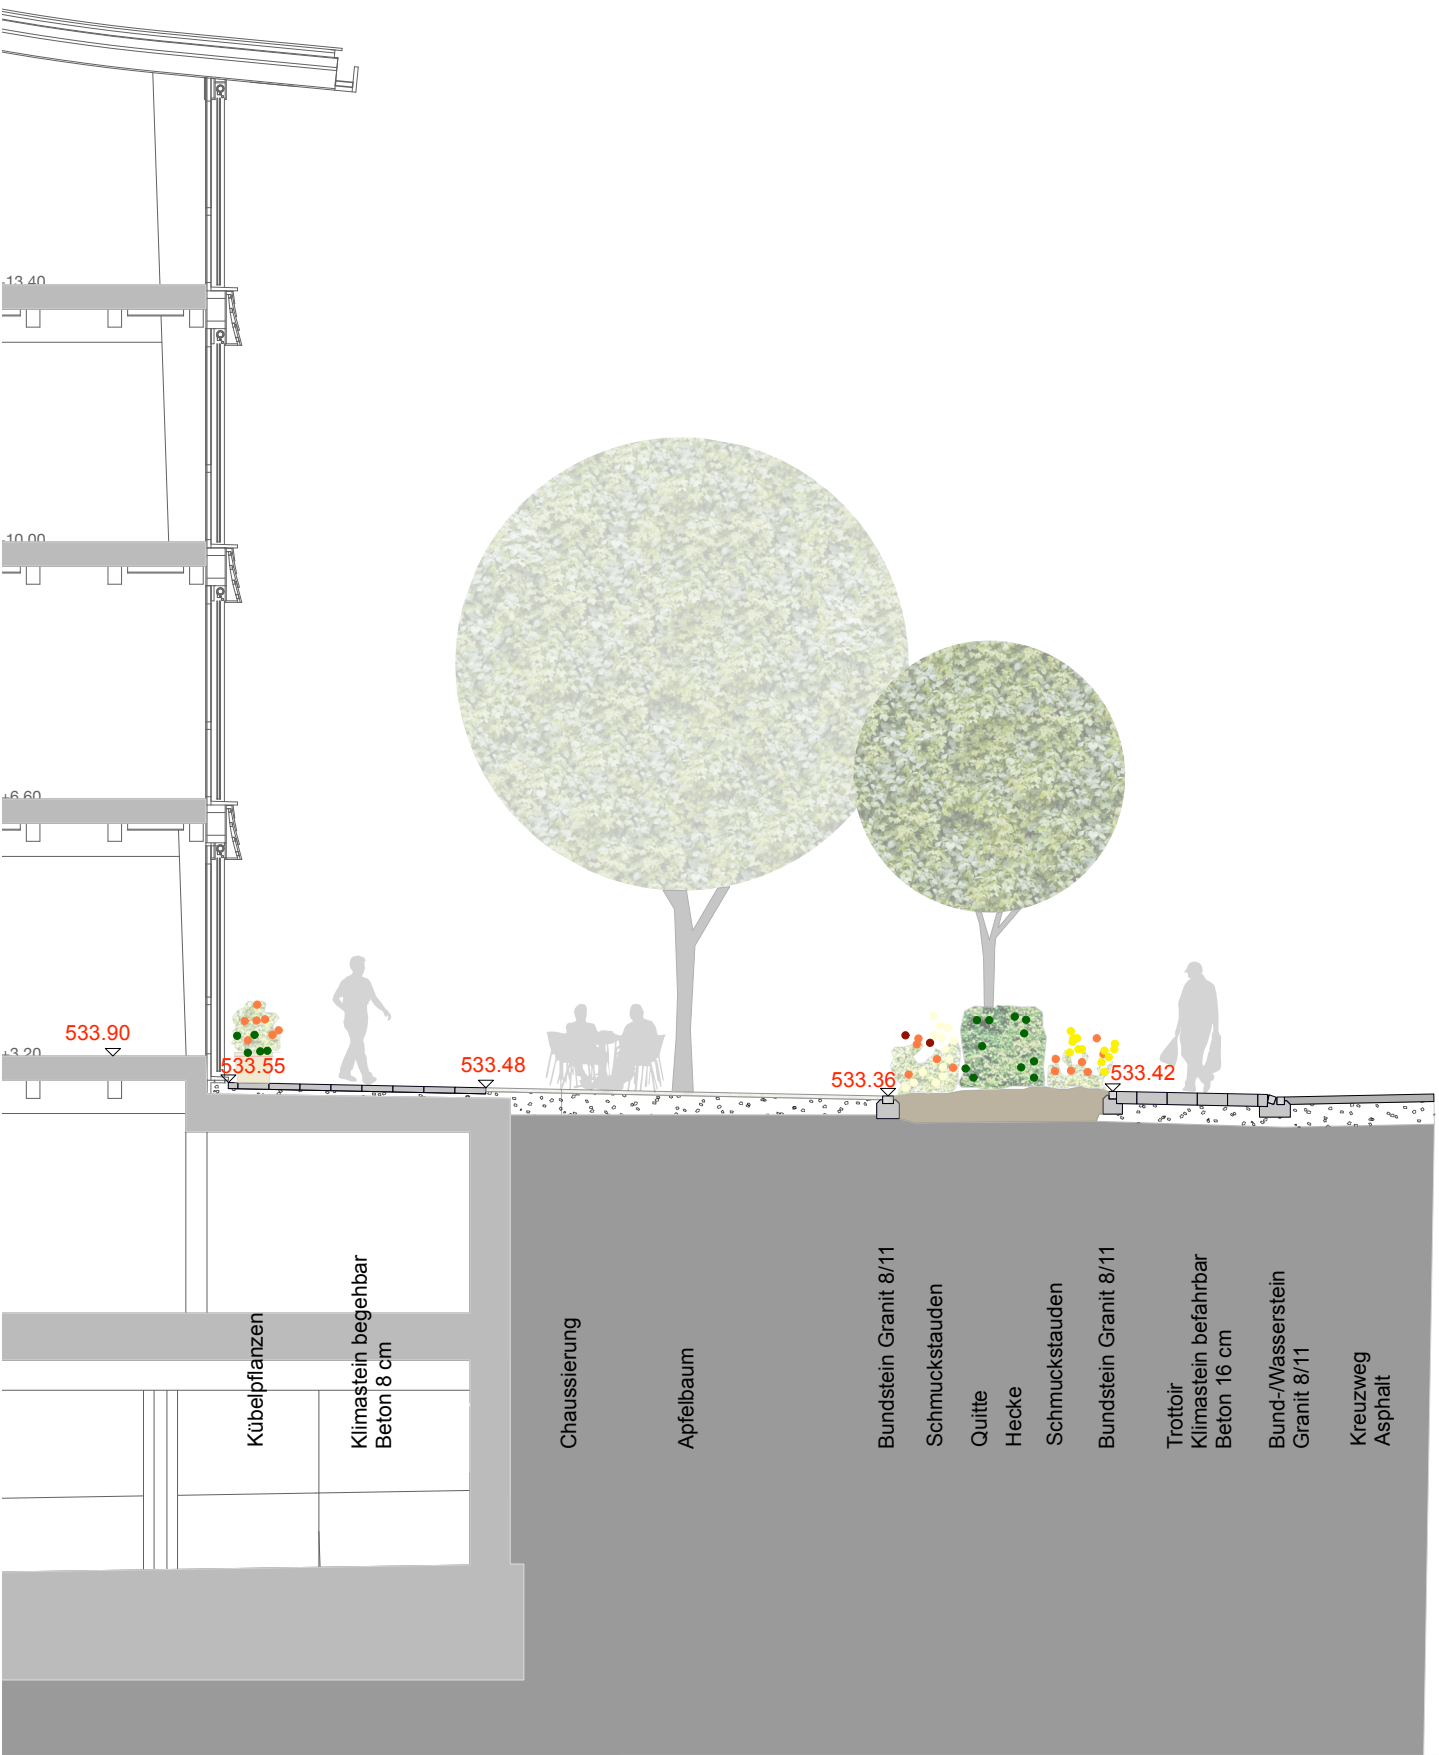 13.40
10.00
+6.60
+3.20
533.90
533.55
533.48
533.36
533.42
Kübelpflanzen
Klimastein begehbar
Beton 8 cm
Chaussierung
Apfelbaum
Bundstein Granit 8/11
Schmuckstauden
Quitte
Hecke
Schmuckstauden
Bundstein Granit 8/11
Trottoir
Klimastein befahrbar
Beton 16 cm
Bund-/Wasserstein
Granit 8/11
Kreuzweg
Asphalt